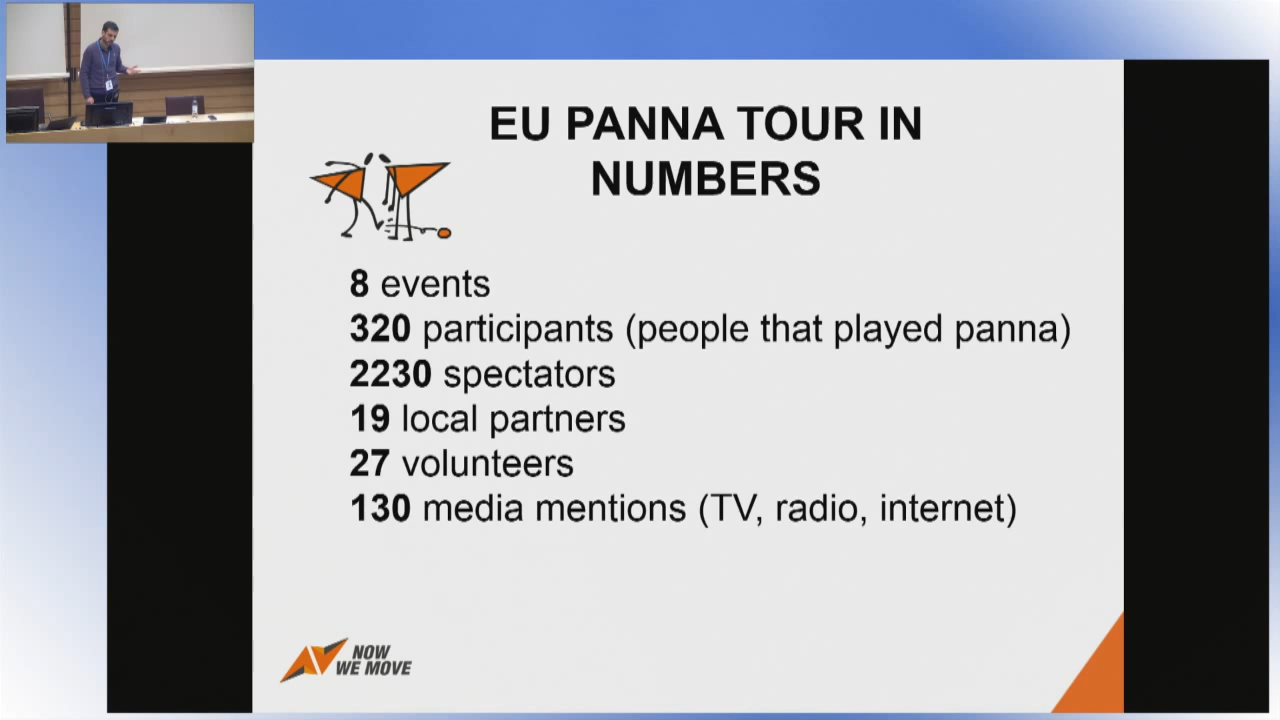 EU PANNA TOUR IN
NUMBERS
8 events
320 participants (people that played panna)
2230 spectators
19 local partners
27 volunteers
130 media mentions (TV, radio, internet)
NOW
WE MOVE